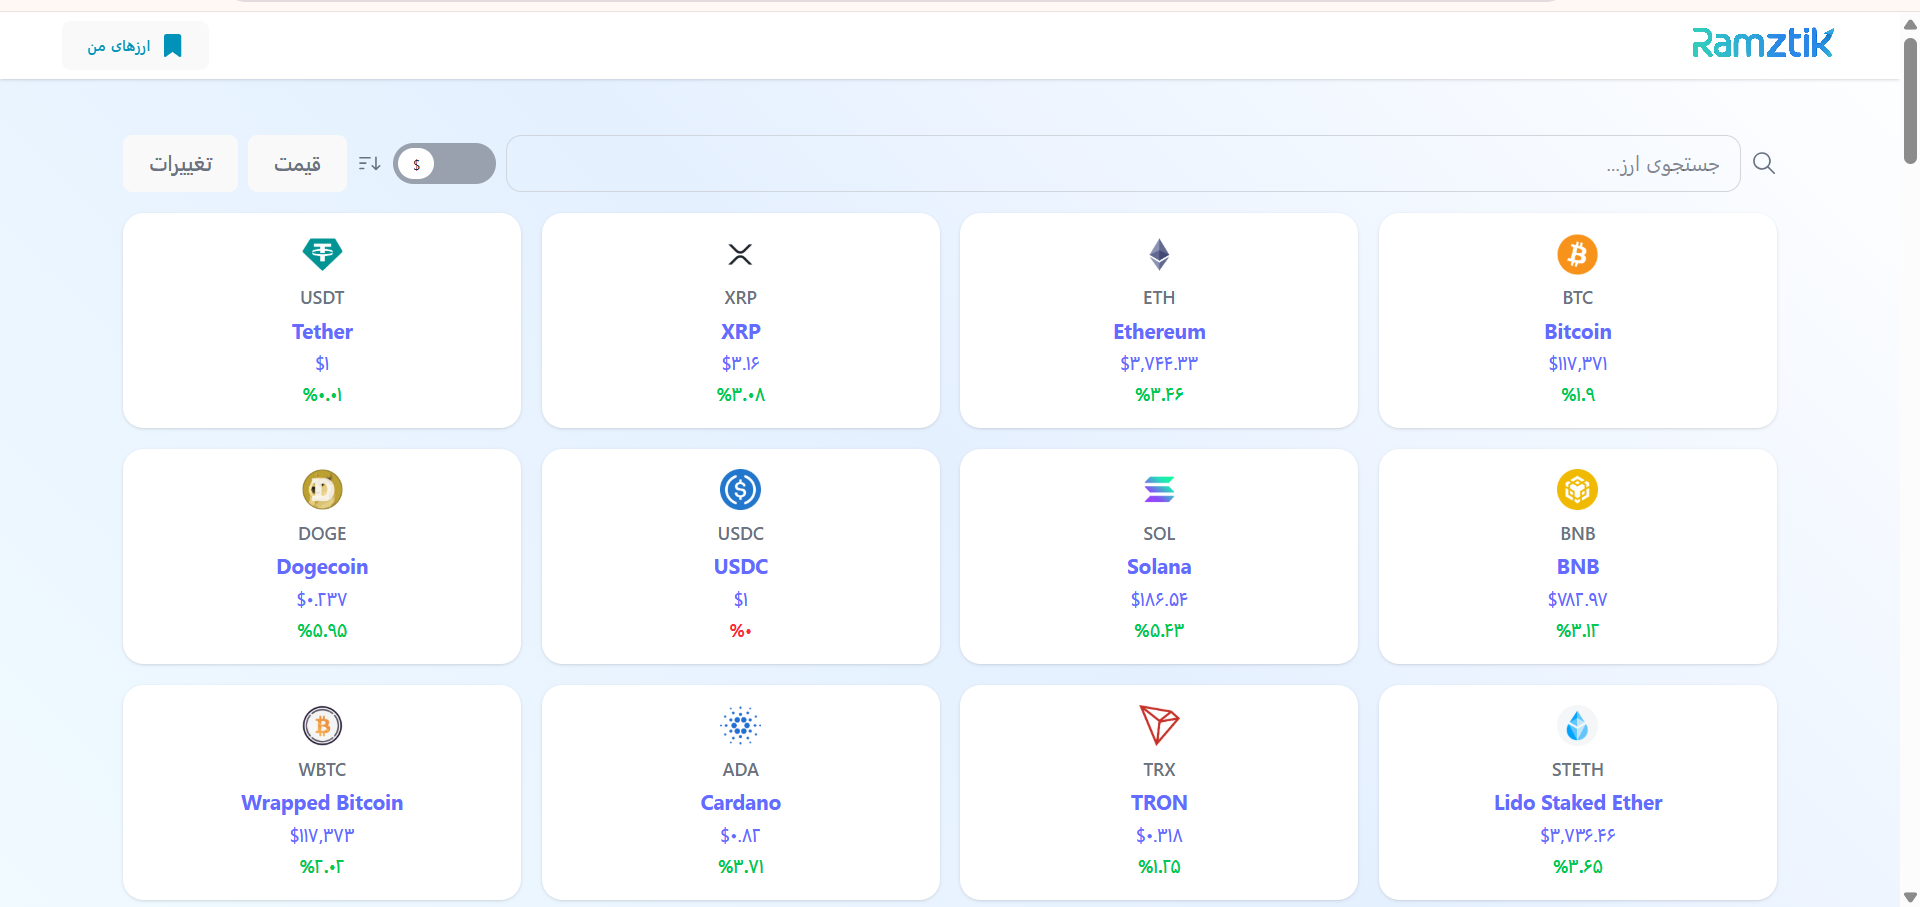 Ramztik
ارزهای من
جستجوی ارز...
$
قیمت
تغییرات
BTC
Bitcoin
$۱۱۷,۳۷۱
%۱.۹
ETH
Ethereum
$۳,۷۴۴.۳۳
%۳.۴۶
XRP
XRP
$۳.۱۶
%۳.۰۸
USDT
Tether
$۱
%۰.۰۱
BNB
BNB
$۷۸۲.۹۷
%۳.۱۲
SOL
Solana
$۱۸۶.۵۴
%۵.۴۳
USDC
USDC
$۱
%۰
DOGE
Dogecoin
$۰.۲۳۷
%۵.۹۵
STETH
Lido Staked Ether
$۳,۷۳۶.۴۶
%۳.۶۵
TRX
TRON
$۰.۳۱۸
%۱.۲۵
ADA
Cardano
$۰.۸۲
%۳.۷۱
WBTC
Wrapped Bitcoin
$۱۱۷,۳۷۳
%۲.۰۲